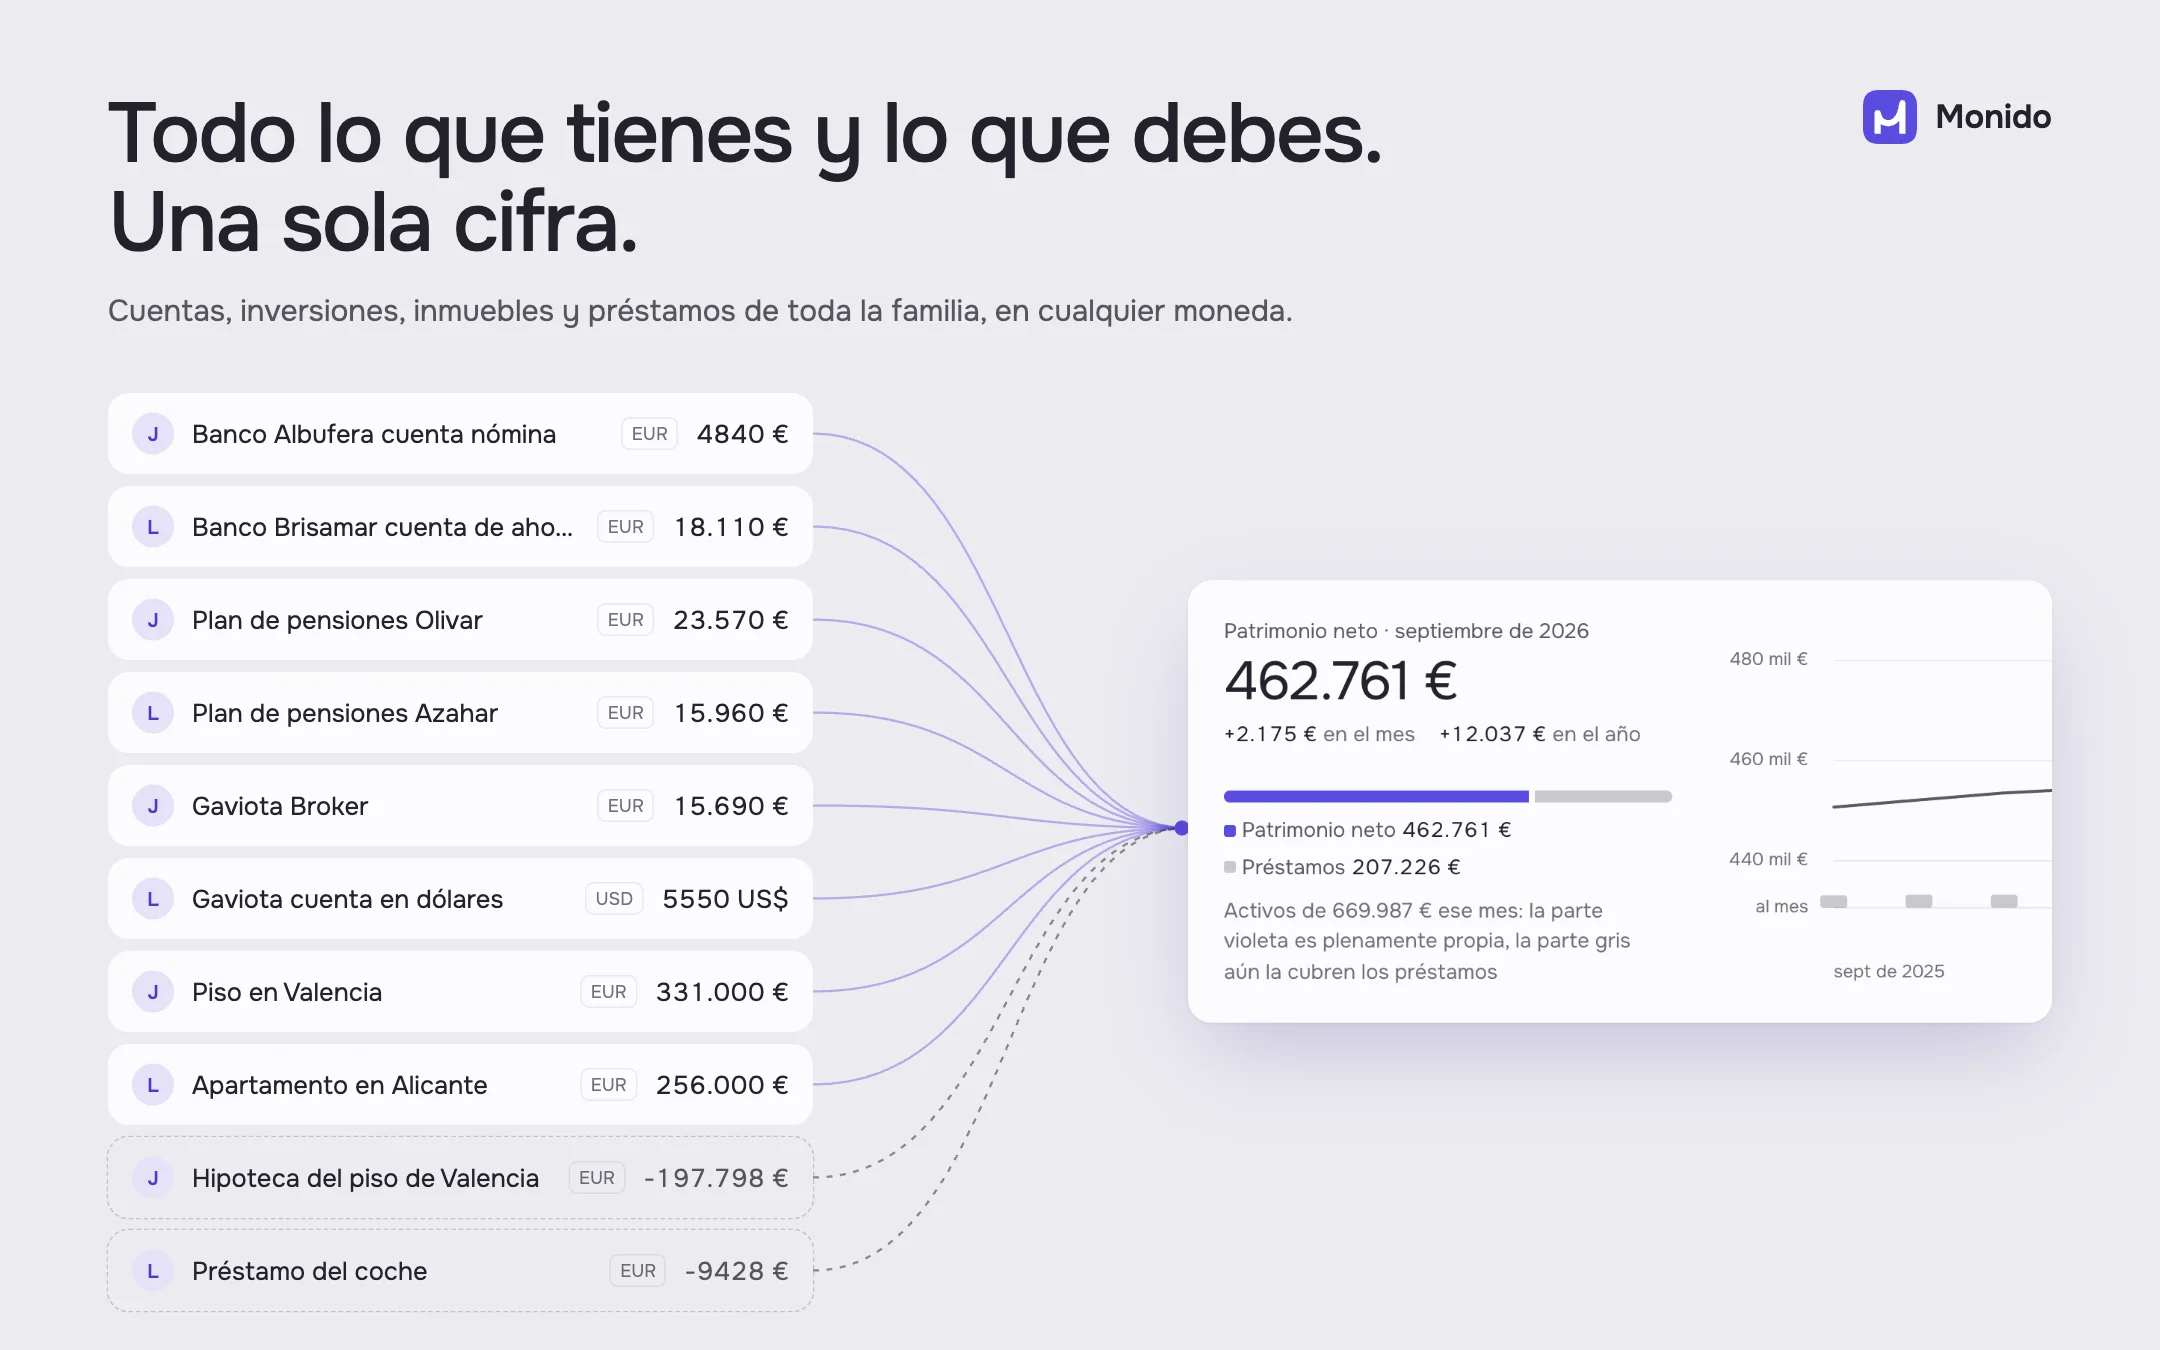 Todo lo que tienes y lo que debes.
Una sola cifra.
Monido
Cuentas, inversiones, inmuebles y préstamos de toda la familia, en cualquier moneda.
J Banco Albufera cuenta nómina EUR 4840 €
L Banco Brisamar cuenta de aho... EUR 18.110 €
J Plan de pensiones Olivar EUR 23.570 €
L Plan de pensiones Azahar EUR 15.960 €
J Gaviota Broker EUR 15.690 €
L Gaviota cuenta en dólares USD 5550 US$
J Piso en Valencia EUR 331.000 €
L Apartamento en Alicante EUR 256.000 €
J Hipoteca del piso de Valencia EUR -197.798 €
L Préstamo del coche EUR -9428 €
Patrimonio neto · septiembre de 2026
462.761 €
+2.175 € en el mes +12.037 € en el año
Patrimonio neto 462.761 €
Préstamos 207.226 €
Activos de 669.987 € ese mes: la parte
violeta es plenamente propia, la parte gris
aún la cubren los préstamos
480 mil €
460 mil €
440 mil €
al mes
sept de 2025